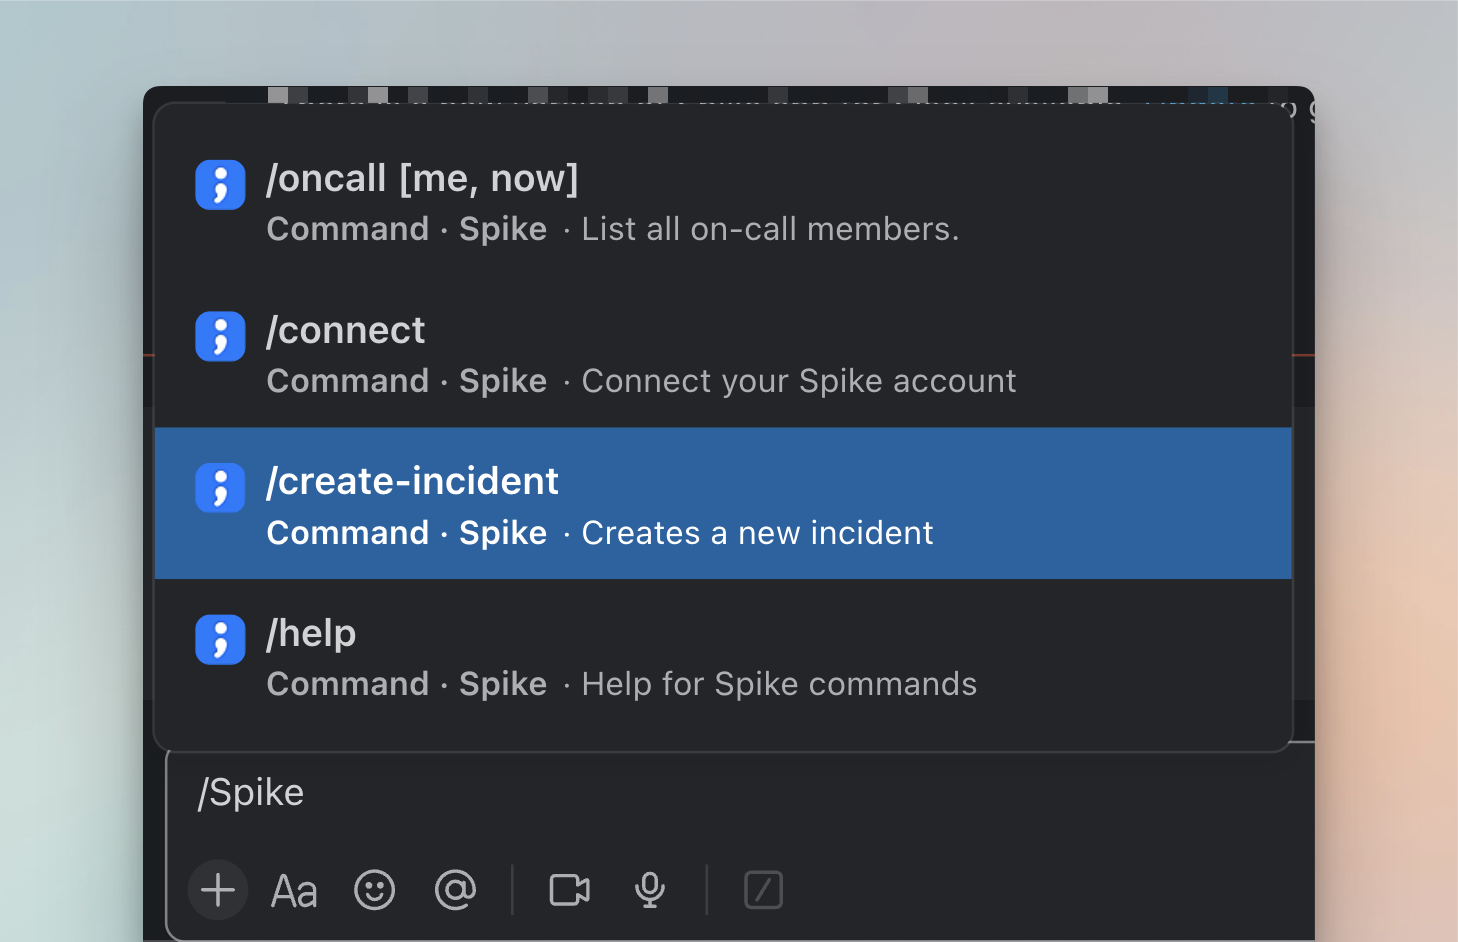 /oncall [me, now]
Command · Spike · List all on-call members.
/connect
Command · Spike · Connect your Spike account
/create-incident
Command · Spike · Creates a new incident
/help
Command · Spike · Help for Spike commands
/Spike
Aa